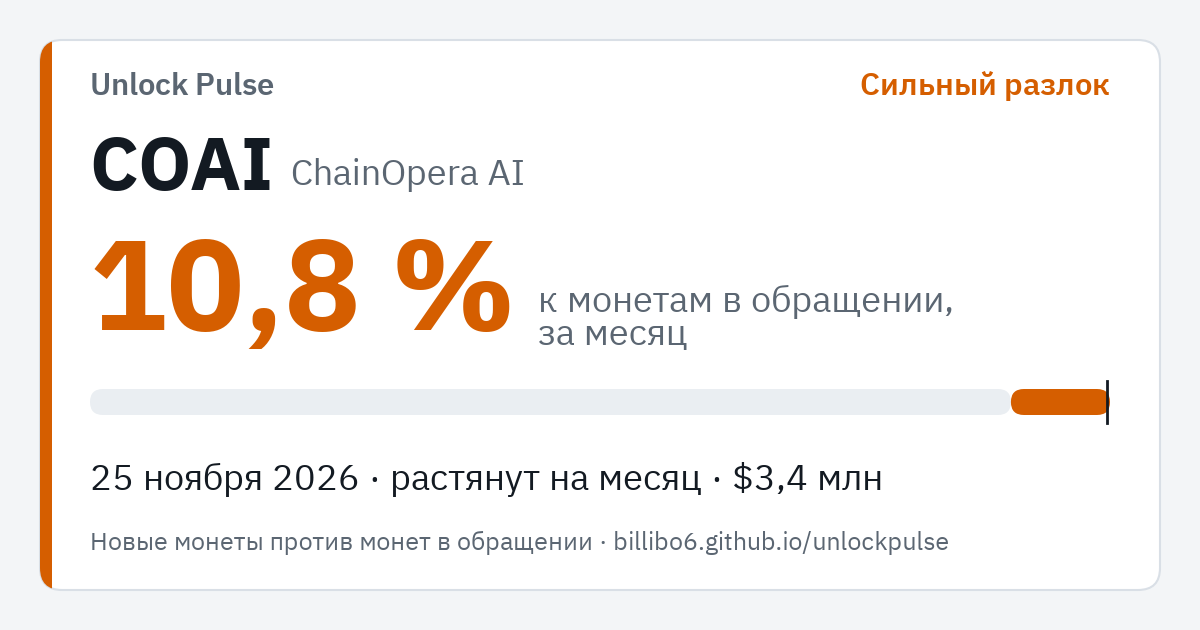 Unlock Pulse
Сильный разлок
COAI ChainOpera AI
10,8 % к монетам в обращении,
за месяц
25 ноября 2026 · растянут на месяц · $3,4 млн
Новые монеты против монет в обращении · billibo6.github.io/unlockpulse